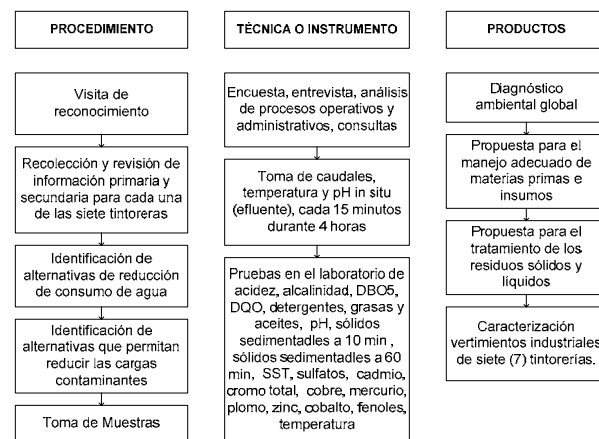 PROCEDIMIENTO
Visita de
reconocimiento
Recolección y revisión de
información primaria y
secundaria para cada una
de las siete tintoreras
Identificación de
alternativas de reducción
de consumo de agua
Identificación de
alternativas que permitan
reducir las cargas
contaminantes
Toma de Muestras
TÉCNICA O INSTRUMENTO
Encuesta, entrevista, análisis
de procesos operativos y
administrativos, consultas
Toma de caudales,
temperatura y pH in situ
(efluente), cada 15 minutos
durante 4 horas
Pruebas en el laboratorio de
acidez, alcalinidad, DBO5,
DQO, detergentes, grasas y
aceites, pH, sólidos
sedimentadles a 10 min ,
sólidos sedimentadles a 60
min, SST, sulfatos, cadmio,
cromo total, cobre, mercurio,
plomo, zinc, cobalto, fenoles,
temperatura
PRODUCTOS
Diagnóstico
ambiental global
Propuesta para el
manejo adecuado de
materias primas e
insumos
Propuesta para el
tratamiento de los
residuos sólidos y
líquidos
Caracterización
vertimientos industriales
de siete (7) tintorerías.